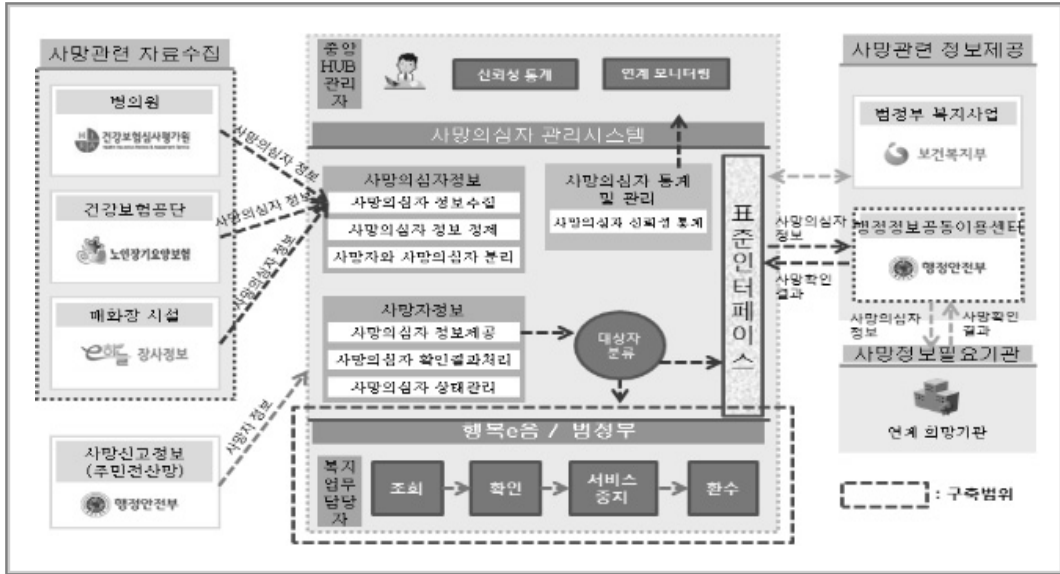 사망관련 자료수집
병의원
건강보험심사평가원
건강보험공단
노인장기요양보험
매화장 시설
e하늘 장사정보
사망신고정보
(주민전산망)
행정안전부
사망의심자 정보
사망의심자 정보
사망의심자 정보
사망자 정보
중앙
HUB
관리
자
신뢰성 통계
연계 모니터링
사망의심자 관리시스템
사망의심자정보
사망의심자 정보수집
사망의심자 정보 정제
사망자와 사망의심자 분리
사망의심자 통계
및 관리
사망의심자 신뢰성 통계
사망자정보
사망의심자 정보제공
사망의심자 확인결과처리
사망의심자 상태관리
대상자
분류
표준인터페이스
행복e음 / 범정부
복지
업무
담당
자
조회
확인
서비스
중지
환수
사망관련 정보제공
범정부 복지사업
보건복지부
사망의심자
정보
사망확인
결과
행정정보공동이용센터
행정안전부
사망의심자
정보
사망확인
결과
사망정보필요기관
연계 희망기관
: 구축범위